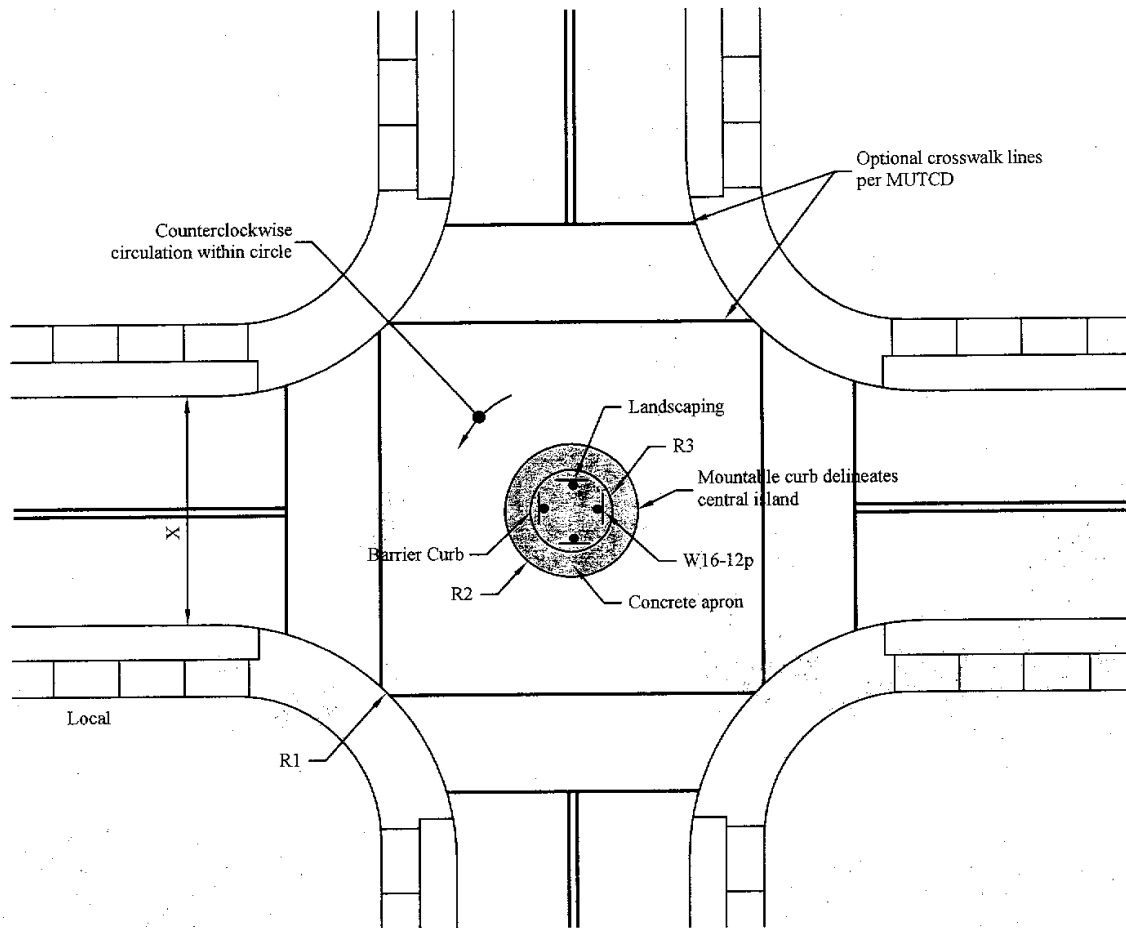 Optional crosswalk lines
per MUTCD
Counterclockwise
circulation within circle
Landscaping
R3
Mountable curb delineates
central island
X
Barrier Curb
W16-12p
R2
Concrete apron
Local
R1